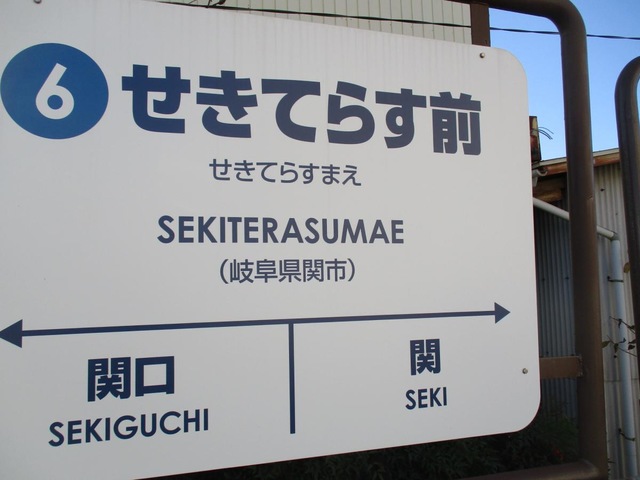 6 せきてらす前
せきてらすまえ
SEKITERASUMAE
(岐阜県関市)
関口 関
SEKIGUCHI SEKI